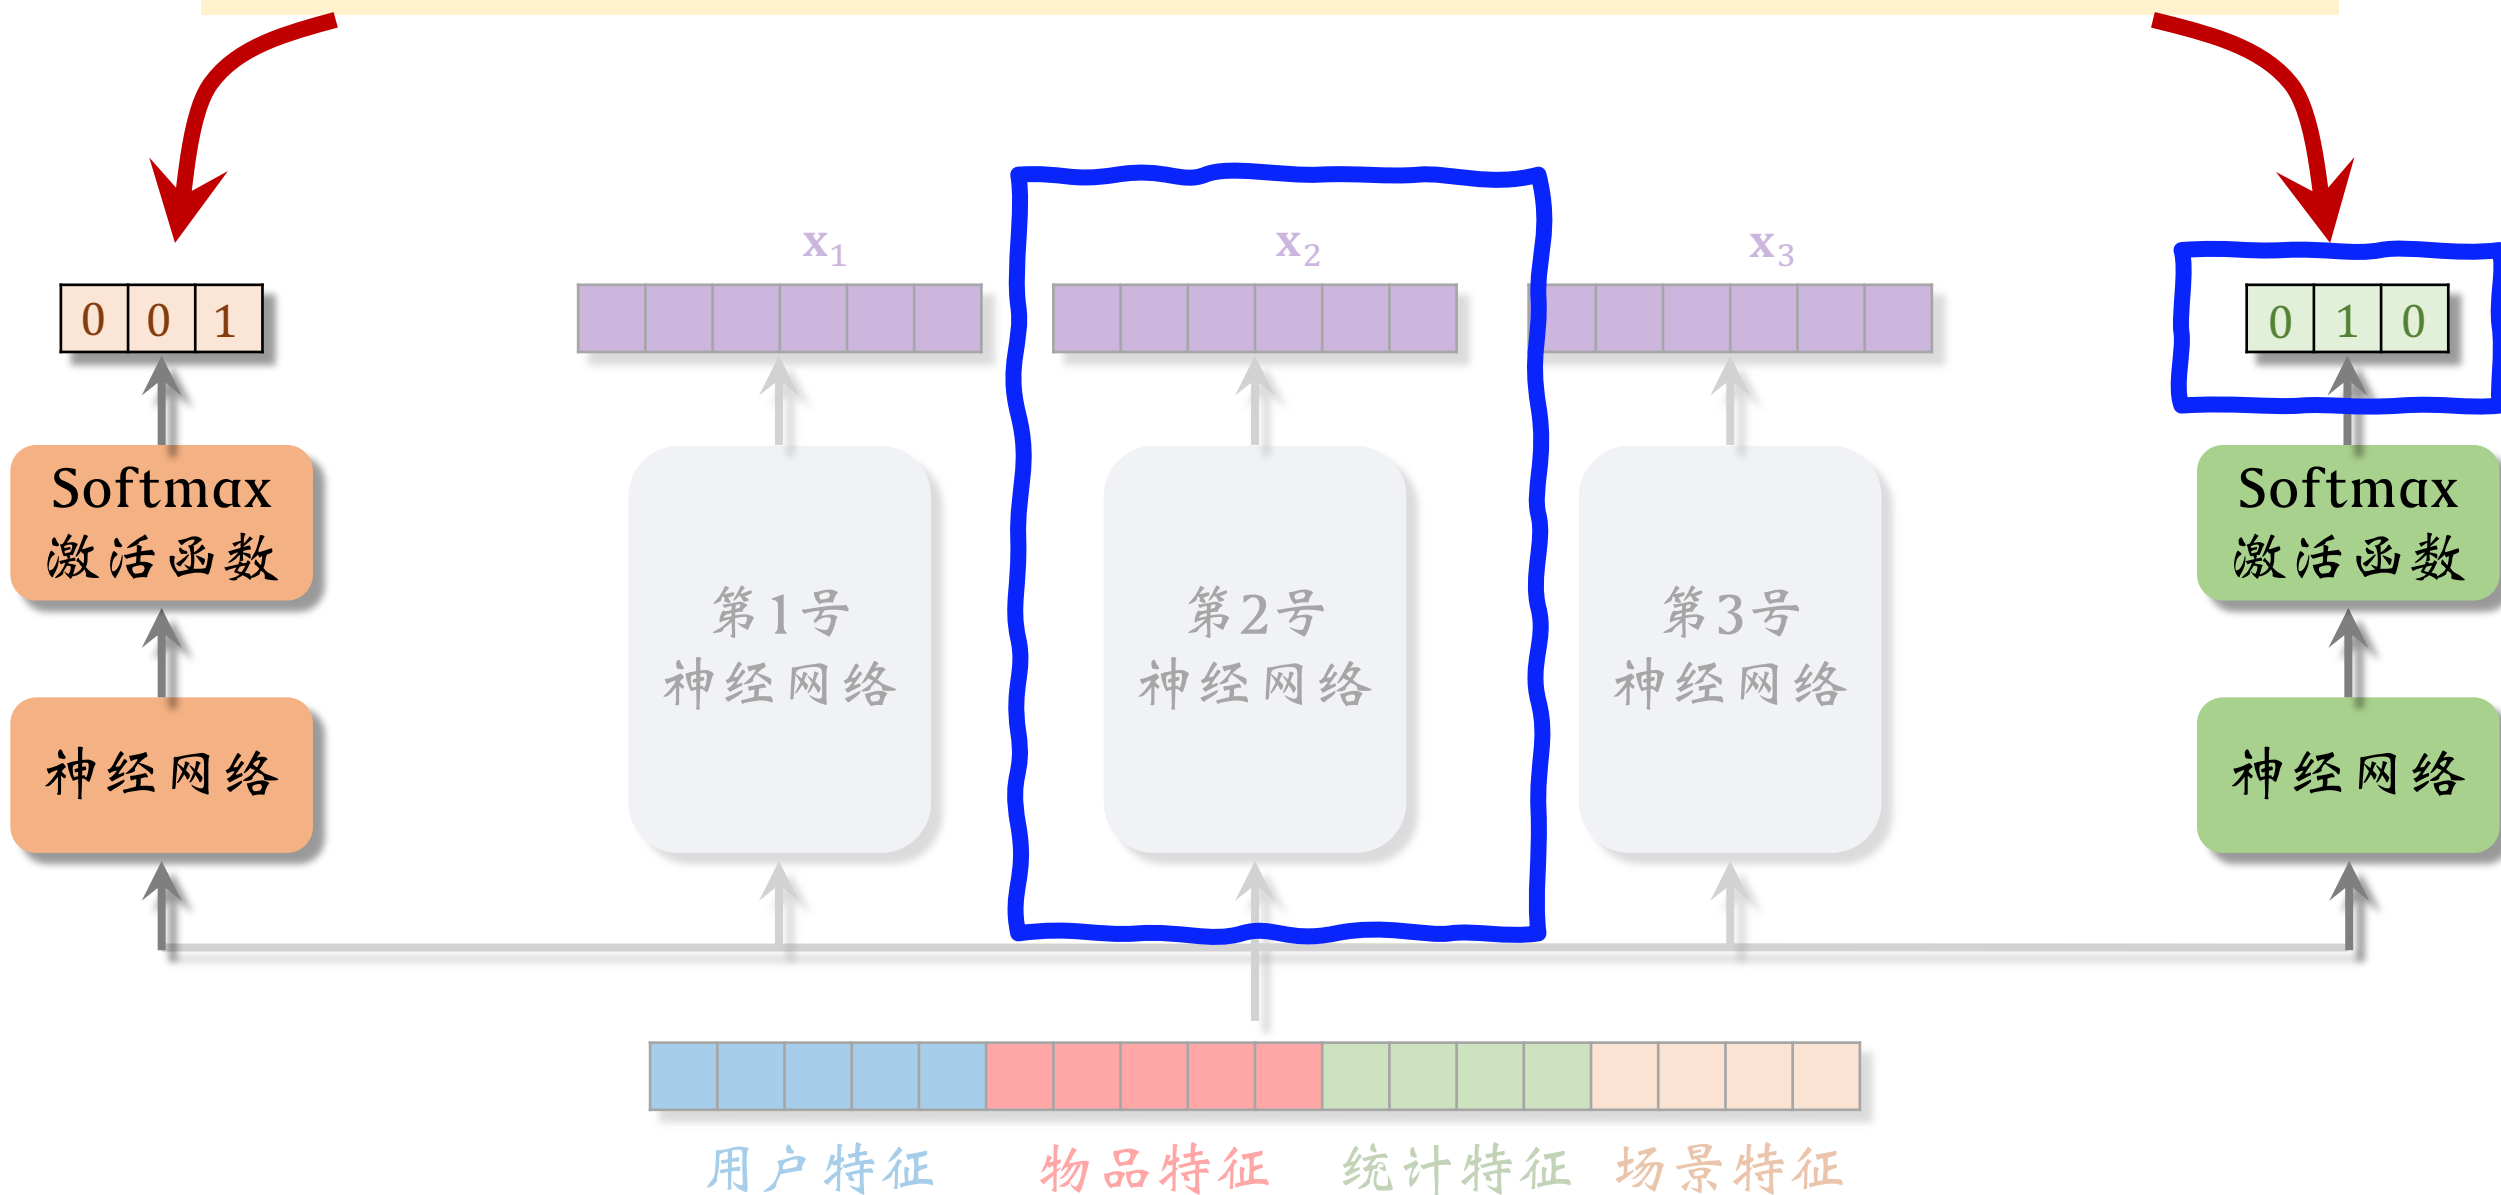 x1
x2
x3
0 0 1
0 1 0
Softmax
激活函数
Softmax
激活函数
第1号
神经网络
第2号
神经网络
第3号
神经网络
神经网络
神经网络
用户特征
物品特征
统计特征
场景特征